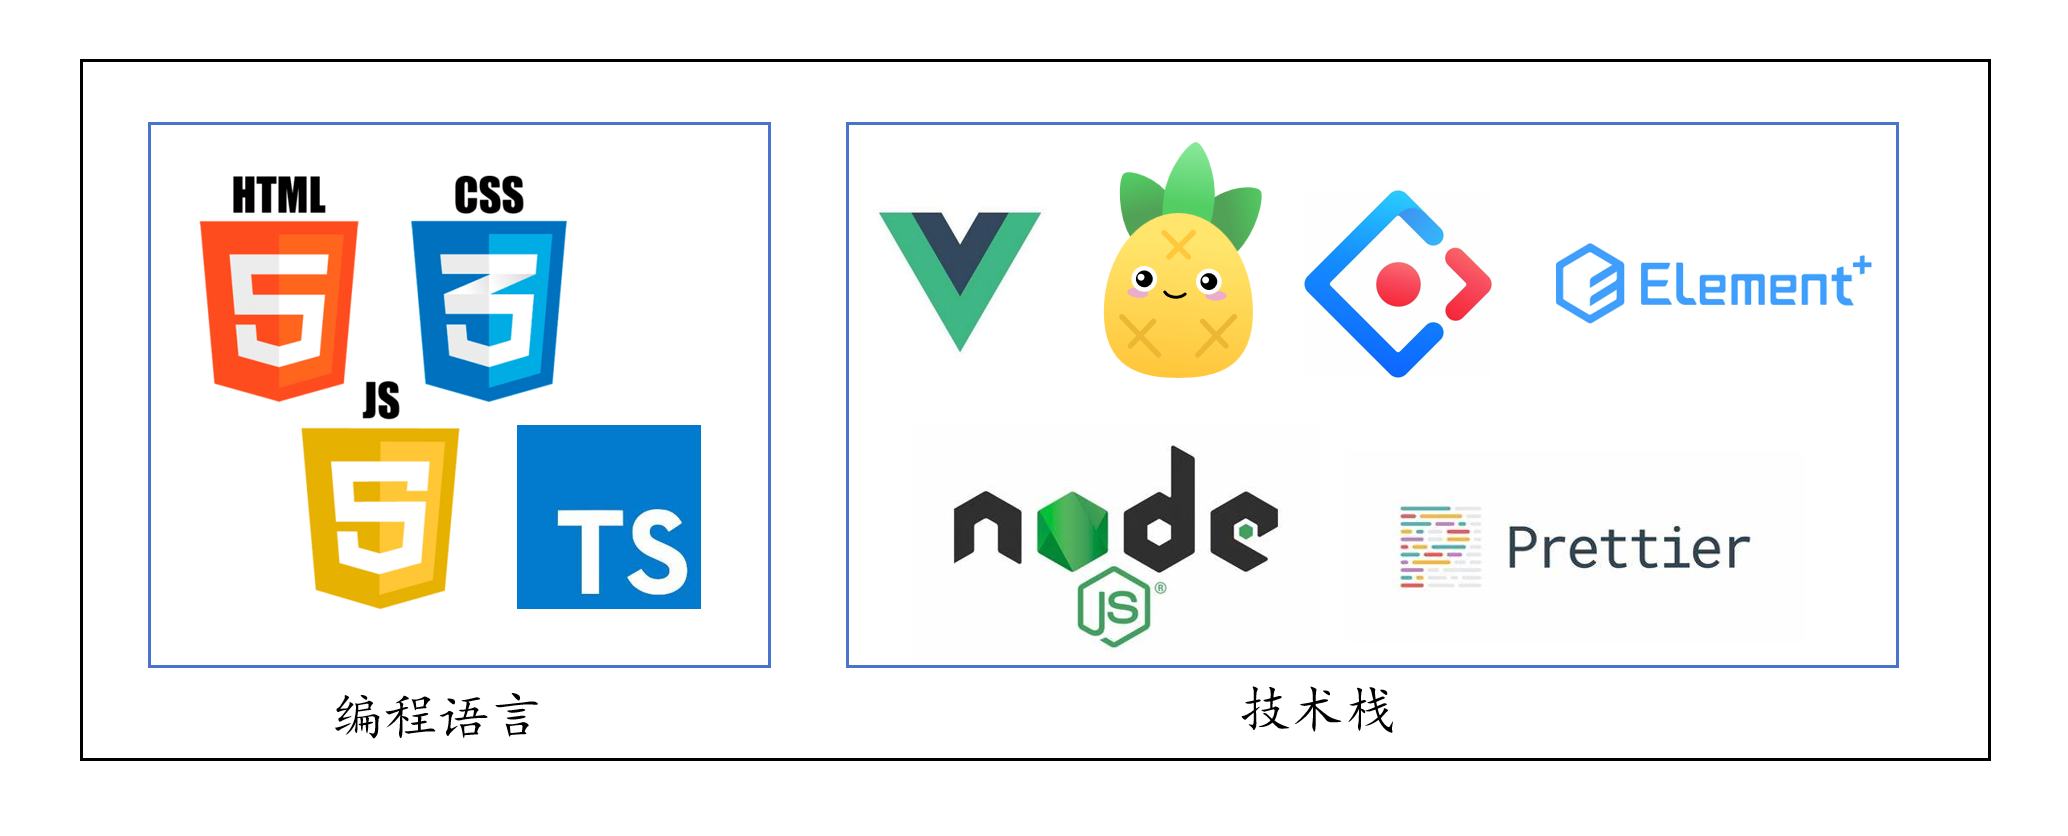 HTML
CSS
JS
TS
Element+
node
JS®
Prettier
编程语言
技术栈